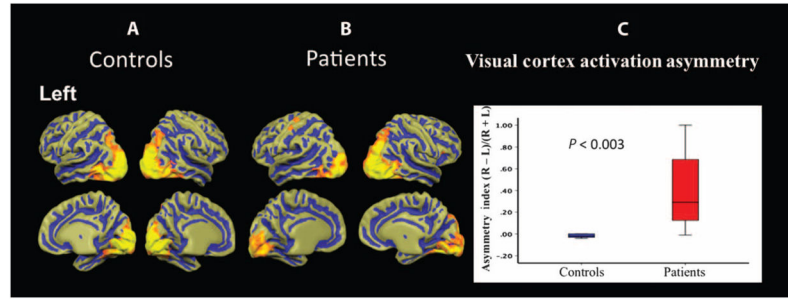 A
Controls
B
Patients
C
Visual cortex activation asymmetry
Left
Asymmetry index (R – L)/(R + L)
1.00
.80
.60
.40
.20
.00
-.20
P < 0.003
Controls
Patients